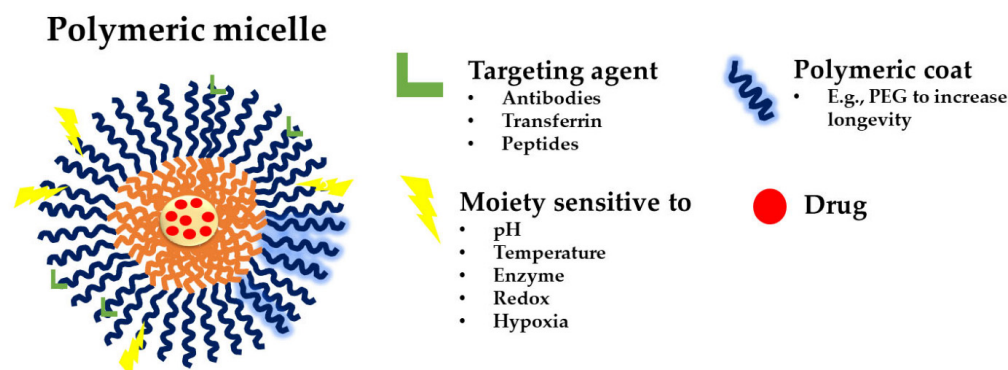 Polymeric micelle
Targeting agent
• Antibodies
• Transferrin
• Peptides
Moiety sensitive to
• pH
• Temperature
• Enzyme
• Redox
• Hypoxia
Polymeric coat
• E.g., PEG to increase
longevity
Drug